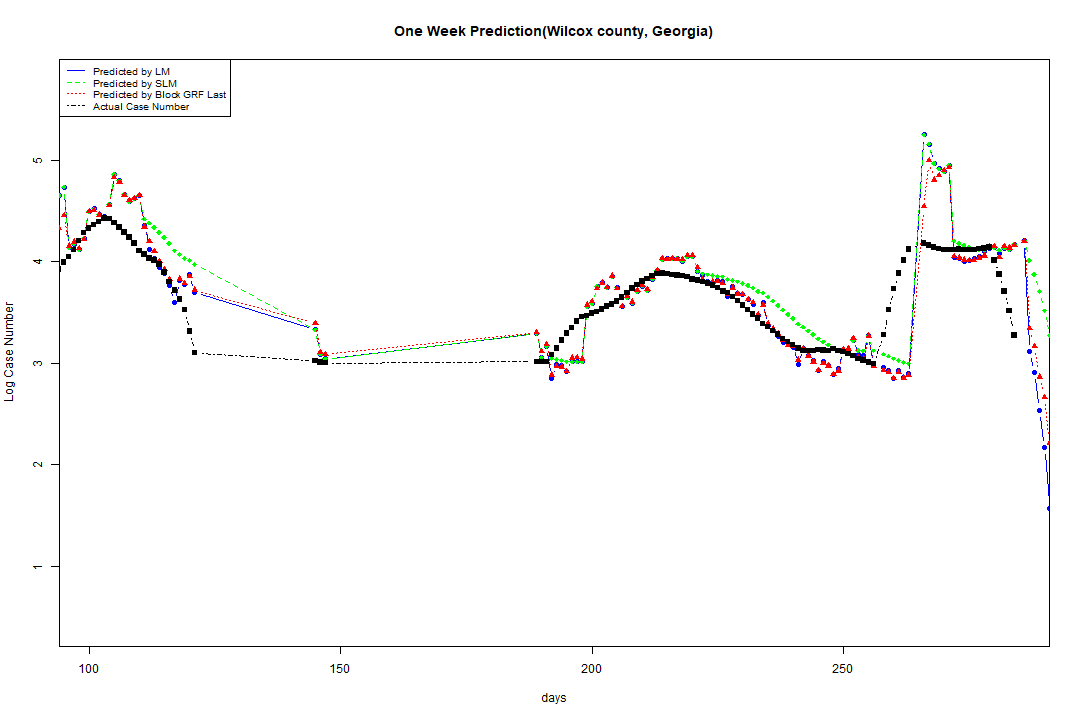 One Week Prediction(Wilcox county, Georgia)
Predicted by LM
Predicted by SLM
Predicted by Block GRF Last
Actual Case Number
5
4
3
2
1
Log Case Number
100 150 200 250
days